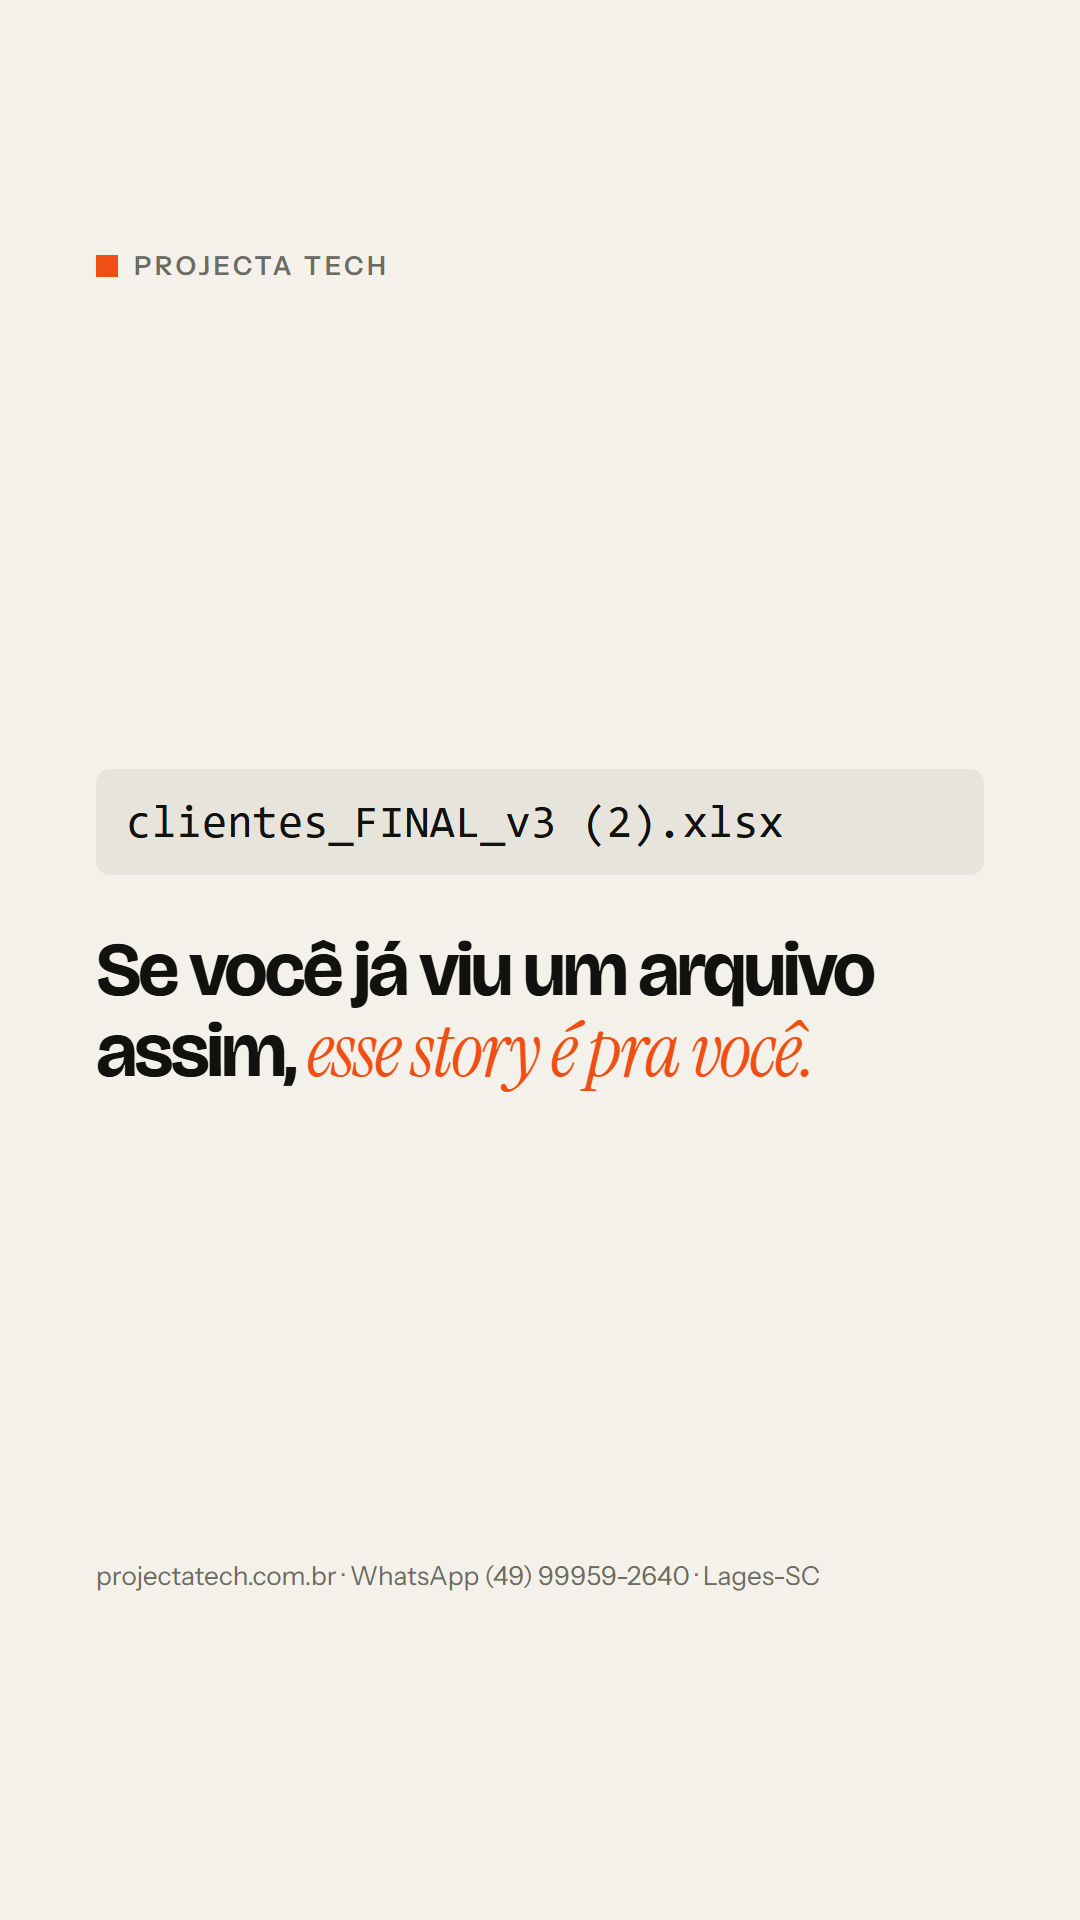 PROJECTA TECH
clientes_FINAL_v3 (2).xlsx
Se você já viu um arquivo
assim, esse story é pra você.
projectatech.com.br · WhatsApp (49) 99959-2640 · Lages-SC